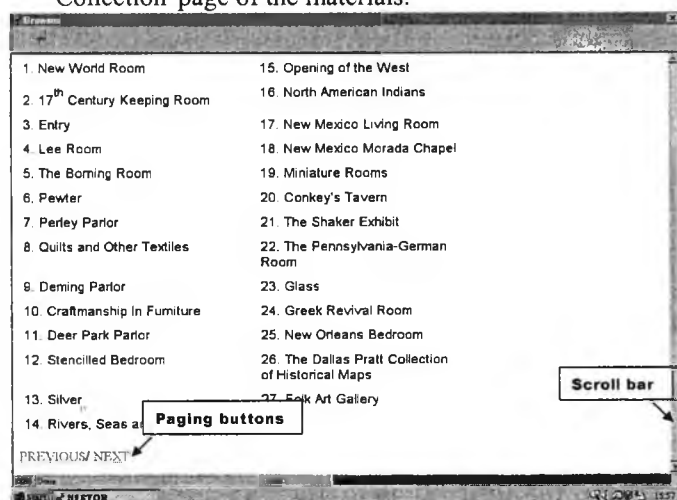 Collection' page of the materials.
Browser
1. New World Room
2. 17th Century Keeping Room
3. Entry
4. Lee Room
5. The Borning Room
6. Pewter
7. Perley Parlor
8. Quilts and Other Textiles
9. Deming Parlor
10. Craftmanship In Furniture
11. Deer Park Parlor
12. Stencilled Bedroom
13. Silver
14. Rivers, Seas
15. Opening of the West
16. North American Indians
17. New Mexico Living Room
18. New Mexico Morada Chapel
19. Miniature Rooms
20. Conkey's Tavern
21. The Shaker Exhibit
22. The Pennsylvania-German
Room
23. Glass
24. Greek Revival Room
25. New Orleans Bedroom
26. The Dallas Pratt Collection
of Historical Maps
27. Folk Art Gallery
Scroll bar
Paging buttons
PREVIOUS/ NEXT
Done
15:57